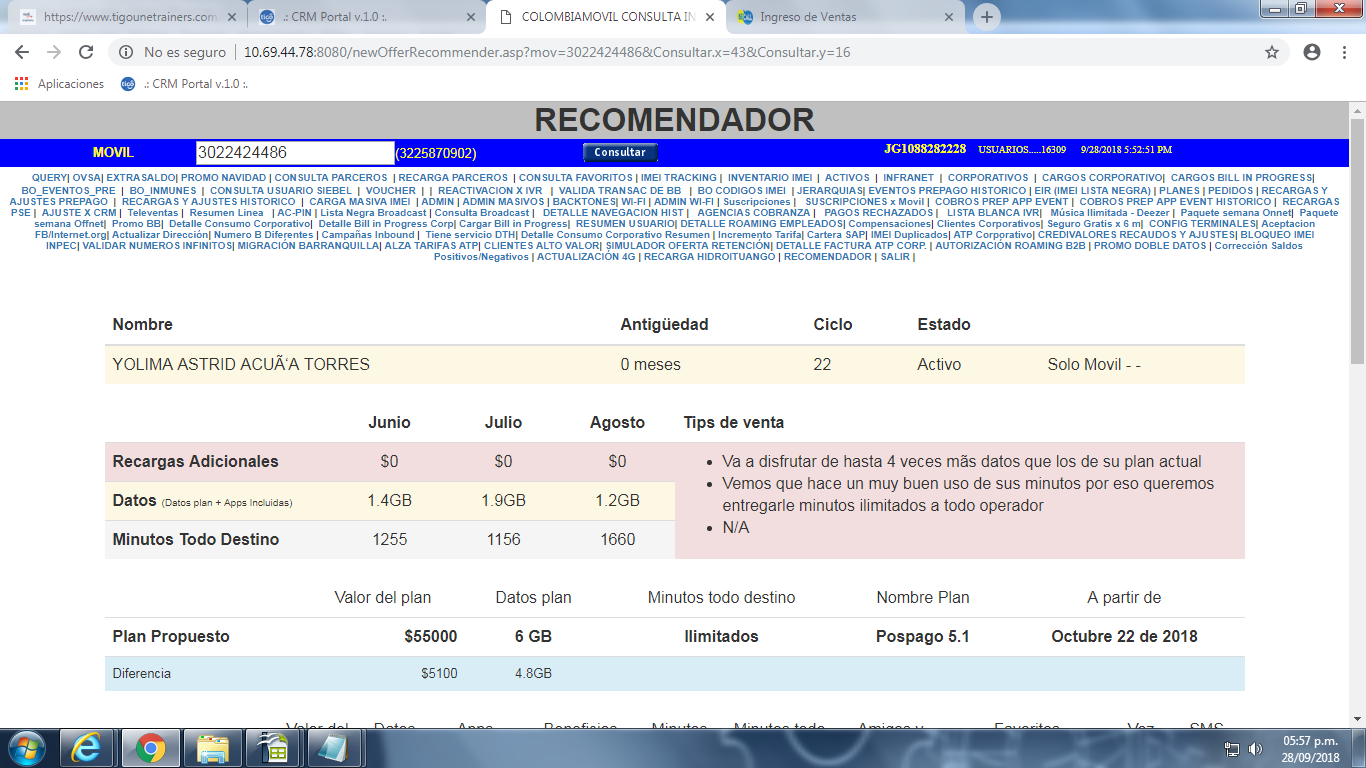 https://www.tigounetrainers.com
.: CRM Portal v.1.0 :.
COLOMBIAMOVIL CONSULTA IN
Ingreso de Ventas
No es seguro
10.69.44.78:8080/newOfferRecommender.asp?mov=3022424486&Consultar.x=43&Consultar.y=16
Aplicaciones
.: CRM Portal v.1.0 :.
RECOMENDADOR
MOVIL 3022424486 (3225870902) Consultar JG1088282228 USUARIOS.....16309 9/28/2018 5:52:51 PM
QUERY| OVSA| EXTRASALDO| PROMO NAVIDAD | CONSULTA PARCEROS | RECARGA PARCEROS | CONSULTA FAVORITOS | IMEI TRACKING | INVENTARIO IMEI | ACTIVOS | INFRANET | CORPORATIVOS | CARGOS CORPORATIVO| CARGOS BILL IN PROGRESS|
BO_EVENTOS_PRE | BO_INMUNES | CONSULTA USUARIO SIEBEL | VOUCHER | | REACTIVACION X IVR | VALIDA TRANSAC DE BB | BO CODIGOS IMEI | JERARQUIAS| EVENTOS PREPAGO HISTORICO | EIR (IMEI LISTA NEGRA) | PLANES | PEDIDOS | RECARGAS Y
AJUSTES PREPAGO | RECARGAS Y AJUSTES HISTORICO | CARGA MASIVA IMEI | ADMIN | ADMIN MASIVOS | BACKTONES| WI-FI | ADMIN WI-FI | Suscripciones | SUSCRIPCIONES x Movil | COBROS PREP APP EVENT | COBROS PREP APP EVENT HISTORICO | RECARGAS
PSE | AJUSTE X CRM | Televentas | Resumen Linea | AC-PIN | Lista Negra Broadcast | Consulta Broadcast | DETALLE NAVEGACION HIST | AGENCIAS COBRANZA | PAGOS RECHAZADOS | LISTA BLANCA IVR| Música Ilimitada - Deezer | Paquete semana Onnet| Paquete
semana Offnet| Promo BB| Detalle Consumo Corporativo| Detalle Bill in Progress Corp| Cargar Bill in Progress| RESUMEN USUARIO| DETALLE ROAMING EMPLEADOS| Compensaciones| Clientes Corporativos| Seguro Gratis x 6 m| CONFIG TERMINALES| Aceptacion
FB/Internet.org| Actualizar Dirección| Numero B Diferentes | Campañas Inbound | Tiene servicio DTH| Detalle Consumo Corporativo Resumen | Incremento Tarifa| Cartera SAP| IMEI Duplicados| ATP Corporativo| CREDIVALORES RECAUDOS Y AJUSTES| BLOQUEO IMEI
INPEC| VALIDAR NUMEROS INFINITOS| MIGRACIÓN BARRANQUILLA| ALZA TARIFAS ATP| CLIENTES ALTO VALOR| SIMULADOR OFERTA RETENCIÓN| DETALLE FACTURA ATP CORP. | AUTORIZACIÓN ROAMING B2B | PROMO DOBLE DATOS | Corrección Saldos
Positivos/Negativos | ACTUALIZACIÓN 4G | RECARGA HIDROITUANGO | RECOMENDADOR | SALIR |
Nombre Antigüedad Ciclo Estado
YOLIMA ASTRID ACUÃ‘A TORRES 0 meses 22 Activo Solo Movil - -
Junio Julio Agosto Tips de venta
Recargas Adicionales $0 $0 $0
Datos (Datos plan + Apps Incluidas) 1.4GB 1.9GB 1.2GB
Minutos Todo Destino 1255 1156 1660
Va a disfrutar de hasta 4 veces mãs datos que los de su plan actual
Vemos que hace un muy buen uso de sus minutos por eso queremos
entregarle minutos ilimitados a todo operador
N/A
Valor del plan Datos plan Minutos todo destino Nombre Plan A partir de
Plan Propuesto $55000 6 GB Ilimitados Pospago 5.1 Octubre 22 de 2018
Diferencia $5100 4.8GB
Valor del Datos Apps Beneficios Minutos Minutos todo Amigos y Favoritos Voz SMS
05:57 p.m.
28/09/2018